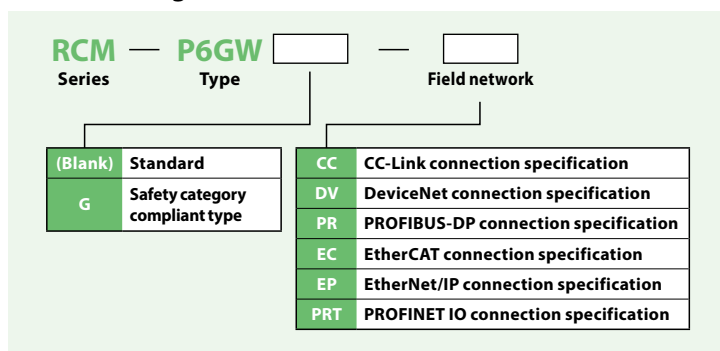 RCM — P6GW —
Series Type Field network
(Blank) Standard
G Safety category
compliant type
CC CC-Link connection specification
DV DeviceNet connection specification
PR PROFIBUS-DP connection specification
EC EtherCAT connection specification
EP EtherNet/IP connection specification
PRT PROFINET IO connection specification